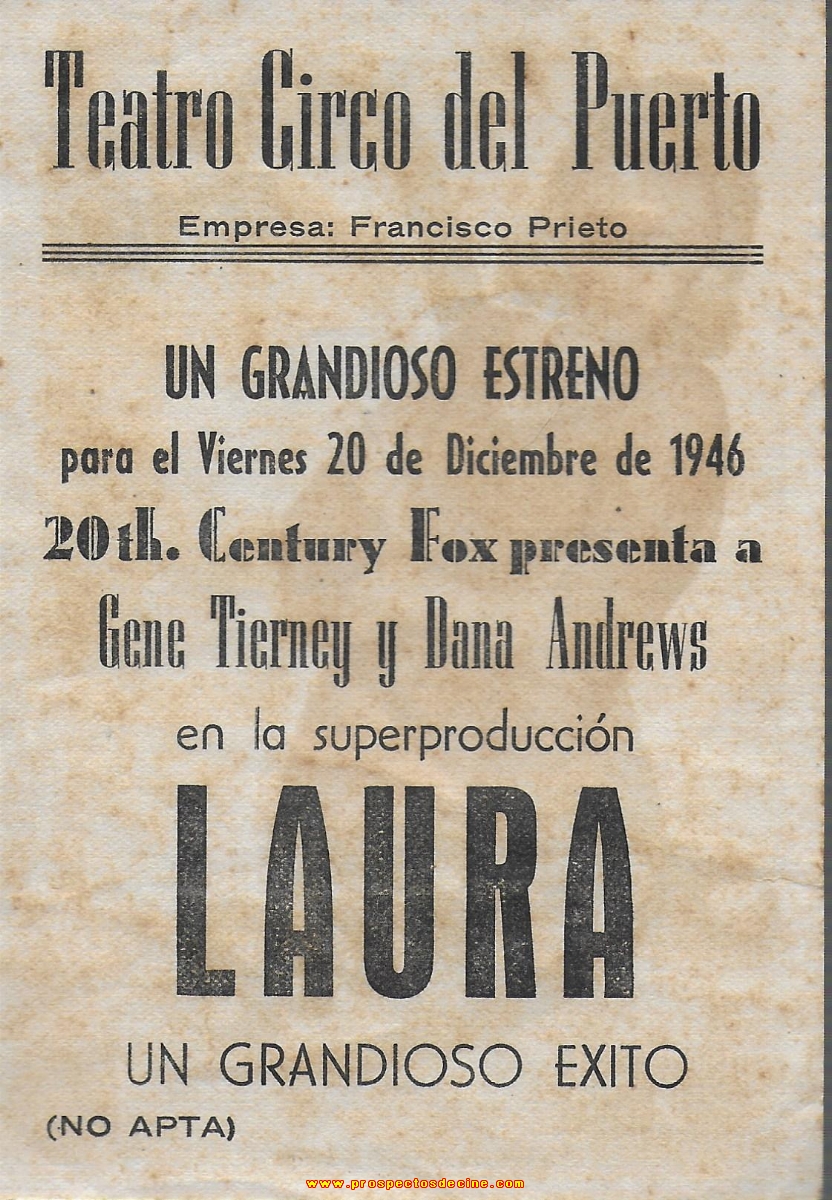 Teatro Circo del Puerto
Empresa: Francisco Prieto
UN GRANDIOSO ESTRENO
para el Viernes 20 de Diciembre de 1946
20th. Century Fox presenta a
Gene Tierney y Dana Andrews
en la superproducción
LAURA
UN GRANDIOSO EXITO
(NO APTA)
www.prospectosdecine.com